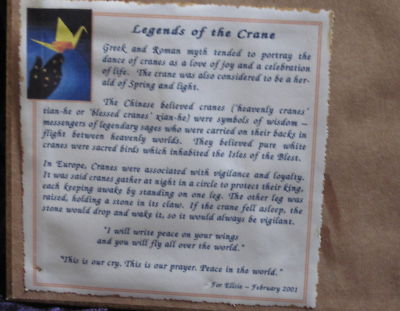 Legends of the Crane
Greek and Roman myth tended to portray the
dance of cranes as a love of joy and a celebration
of life. The crane was also considered to be a her-
ald of Spring and light.
The Chinese believed cranes ('heavenly cranes'
tian-he or 'blessed cranes' xian-he) were symbols of wisdom –
messengers of legendary sages who were carried on their backs in
flight between heavenly worlds. They believed pure white
cranes were sacred birds which inhabited the Isles of the Blest.
In Europe, Cranes were associated with vigilance and loyalty.
It was said cranes gather at night in a circle to protect their king,
each keeping awake by standing on one leg. The other leg was
raised, holding a stone in its claw. If the crane fell asleep, the
stone would drop and wake it, so it would always be vigilant.
"I will write peace on your wings
and you will fly all over the world."
"This is our cry. This is our prayer. Peace in the world."
– For Ellsie – February 2001